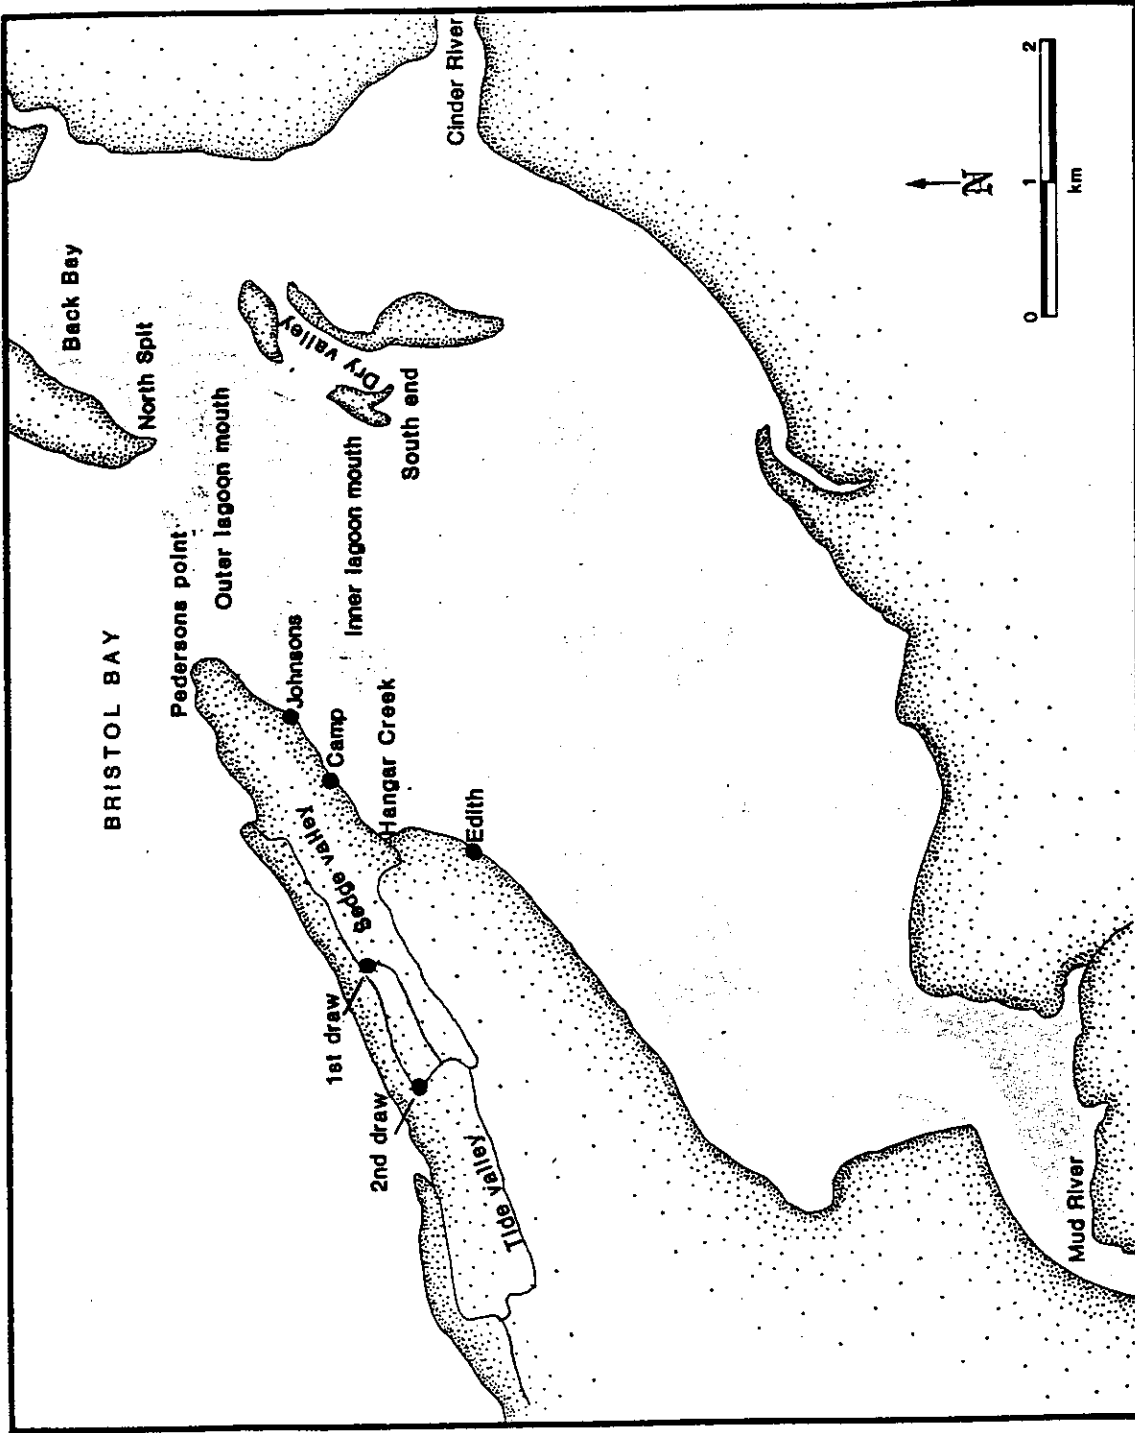 BRISTOL BAY
Back Bay
North Spit
Pedersons point
Outer lagoon mouth
Cinder River
Johnsons
Inner lagoon mouth
Dry valley
South end
Camp
Hangar Creek
Sedge valley
Edith
1st draw
2nd draw
Tide valley
Mud River
N
0 1 2
km